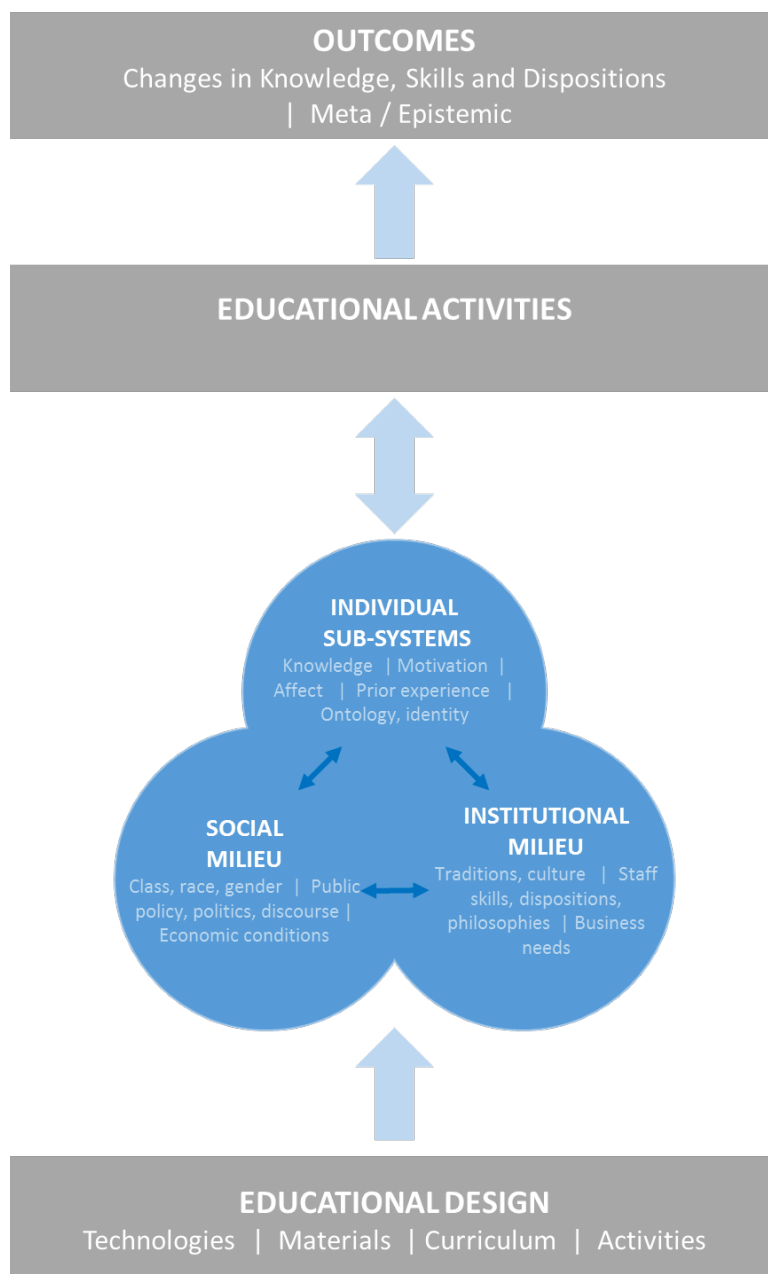 OUTCOMES
Changes in Knowledge, Skills and Dispositions
| Meta / Epistemic
EDUCATIONAL ACTIVITIES
INDIVIDUAL
SUB-SYSTEMS
Knowledge | Motivation |
Affect | Prior experience |
Ontology, identity
SOCIAL
MILIEU
Class, race, gender | Public
policy, politics, discourse |
Economic conditions
INSTITUTIONAL
MILIEU
Traditions, culture | Staff
skills, dispositions,
philosophies | Business
needs
EDUCATIONAL DESIGN
Technologies | Materials | Curriculum | Activities